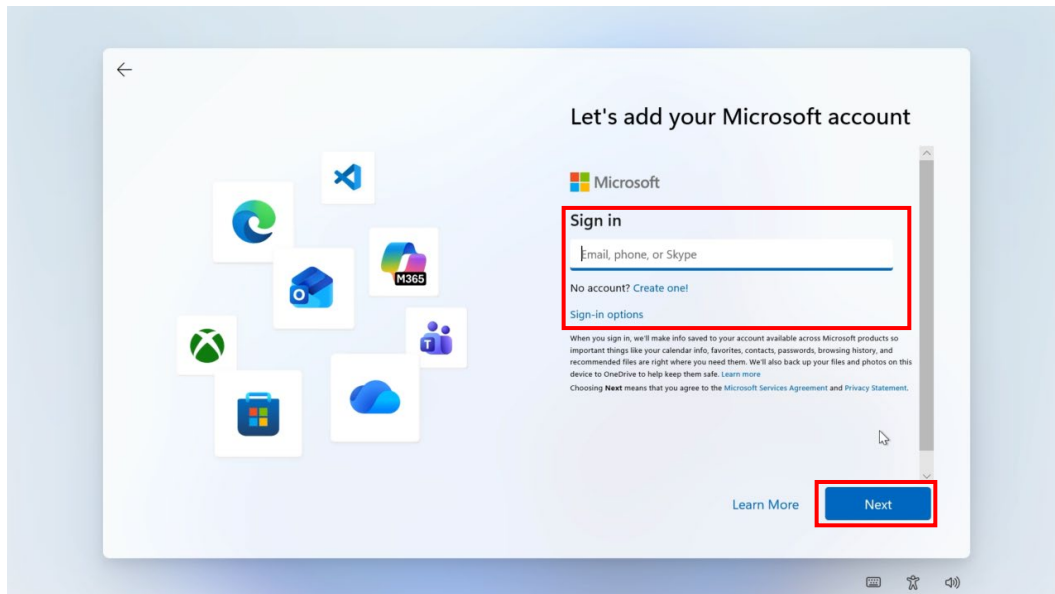 Let's add your Microsoft account
Microsoft
Sign in
Email, phone, or Skype
No account? Create one!
Sign-in options
When you sign in, we'll make info saved to your account available across Microsoft products so
important things like your calendar info, favorites, contacts, passwords, browsing history, and
recommended files are right where you need them. We'll also back up your files and photos on this
device to OneDrive to help keep them safe. Learn more
Choosing Next means that you agree to the Microsoft Services Agreement and Privacy Statement.
M365
O
T
Learn More
Next